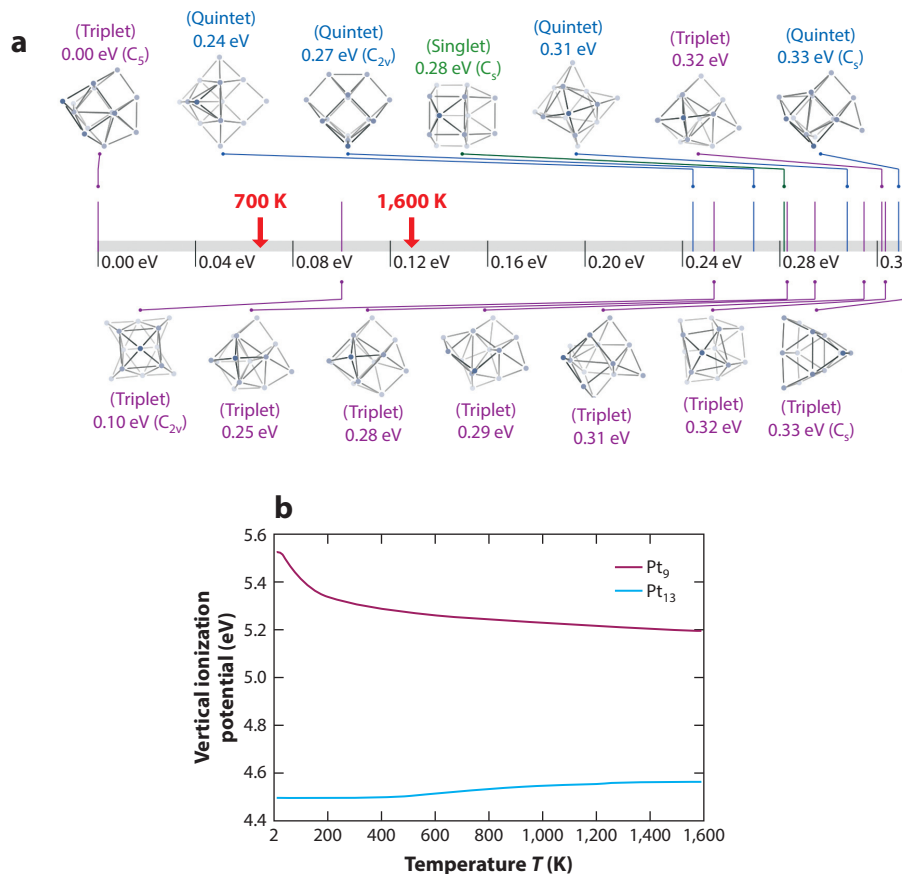 a
(Triplet)
0.00 eV (C5)
(Quintet)
0.24 eV
(Quintet)
0.27 eV (C2v)
(Singlet)
0.28 eV (Cs)
(Quintet)
0.31 eV
(Triplet)
0.32 eV
(Quintet)
0.33 eV (Cs)
700 K
1,600 K
0.00 eV
0.04 eV
0.08 eV
0.12 eV
0.16 eV
0.20 eV
0.24 eV
0.28 eV
0.3
(Triplet)
0.10 eV (C2v)
(Triplet)
0.25 eV
(Triplet)
0.28 eV
(Triplet)
0.29 eV
(Triplet)
0.31 eV
(Triplet)
0.32 eV
(Triplet)
0.33 eV (Cs)
b
5.6
5.4
5.2
5.0
4.8
4.6
4.4
Vertical ionization
potential (eV)
Pt9
Pt13
2
200
400
600
800
1,000
1,200
1,400
1,600
Temperature T (K)